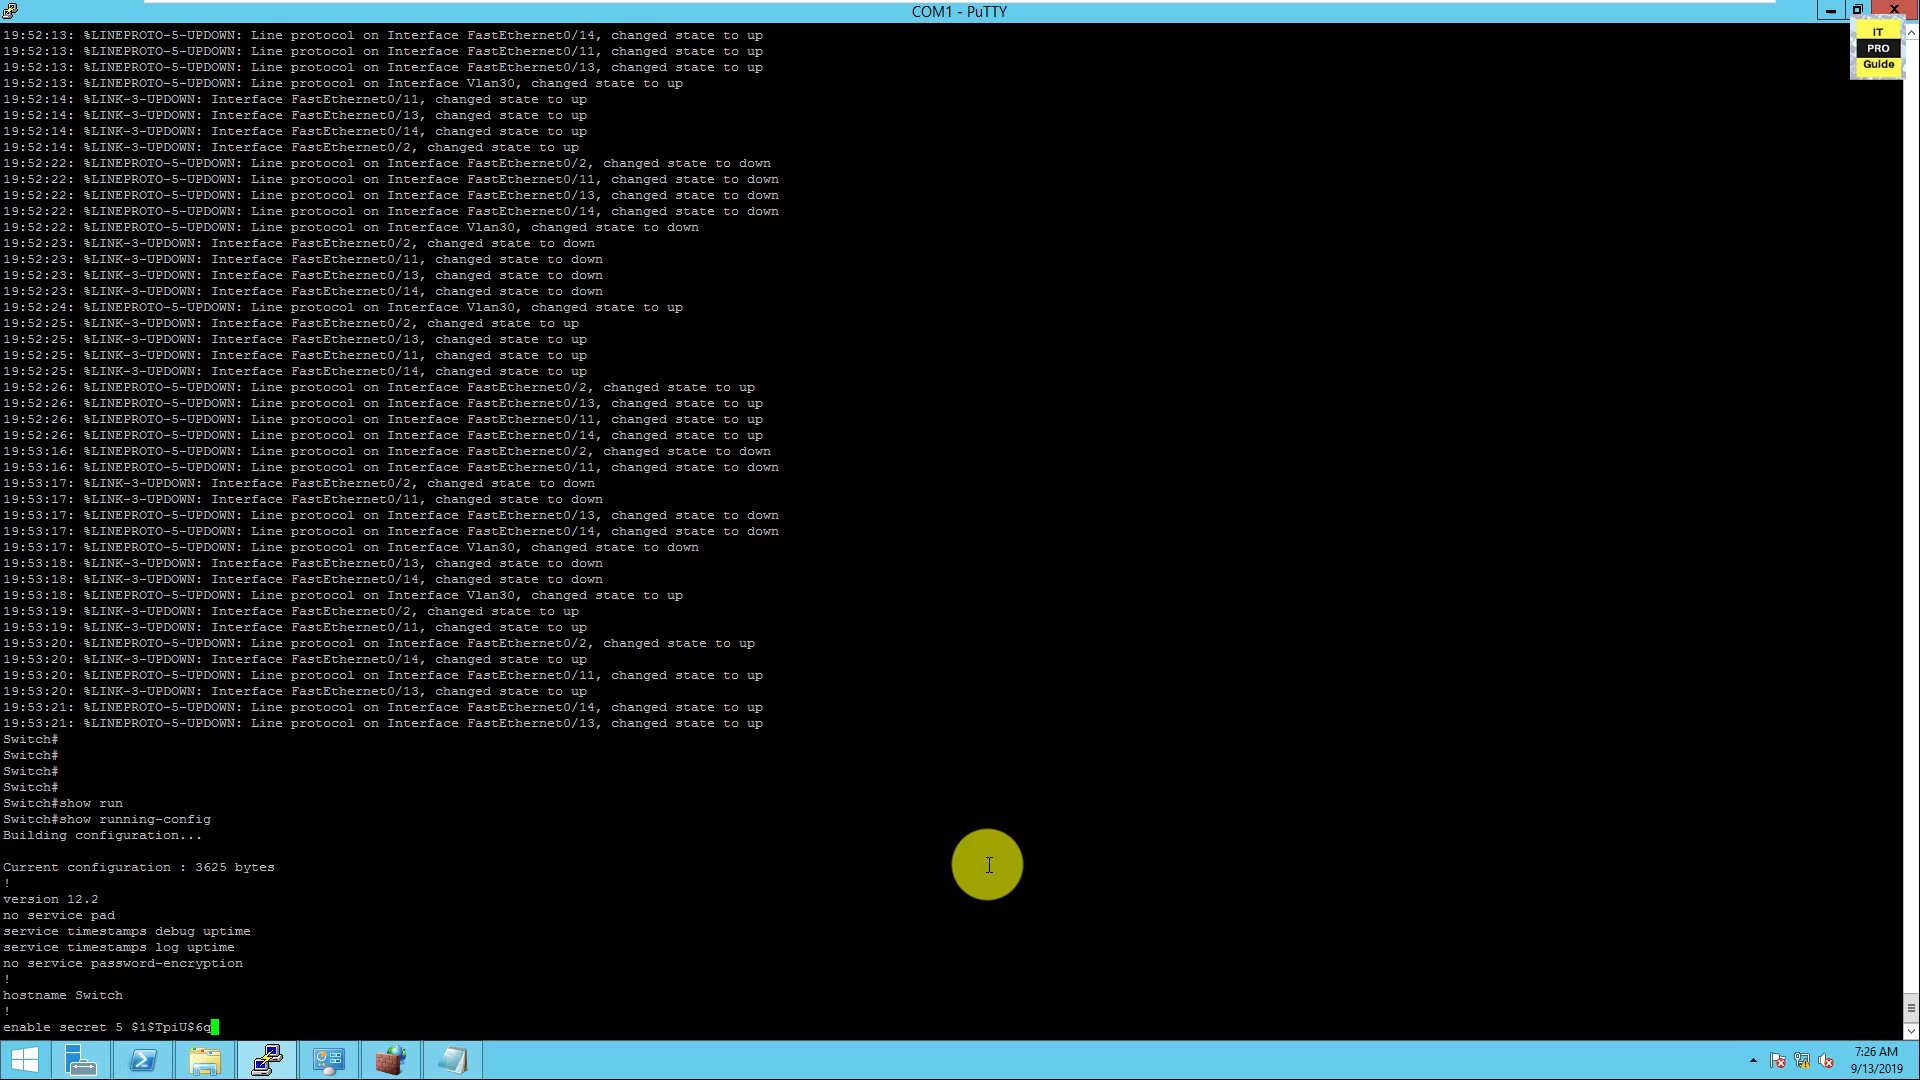 COM1 - PuTTY
IT
PRO
Guide
19:52:13: %LINEPROTO-5-UPDOWN: Line protocol on Interface FastEthernet0/14, changed state to up
19:52:13: %LINEPROTO-5-UPDOWN: Line protocol on Interface FastEthernet0/11, changed state to up
19:52:13: %LINEPROTO-5-UPDOWN: Line protocol on Interface FastEthernet0/13, changed state to up
19:52:13: %LINEPROTO-5-UPDOWN: Line protocol on Interface Vlan30, changed state to up
19:52:14: %LINK-3-UPDOWN: Interface FastEthernet0/11, changed state to up
19:52:14: %LINK-3-UPDOWN: Interface FastEthernet0/13, changed state to up
19:52:14: %LINK-3-UPDOWN: Interface FastEthernet0/14, changed state to up
19:52:14: %LINK-3-UPDOWN: Interface FastEthernet0/2, changed state to up
19:52:22: %LINEPROTO-5-UPDOWN: Line protocol on Interface FastEthernet0/2, changed state to down
19:52:22: %LINEPROTO-5-UPDOWN: Line protocol on Interface FastEthernet0/11, changed state to down
19:52:22: %LINEPROTO-5-UPDOWN: Line protocol on Interface FastEthernet0/13, changed state to down
19:52:22: %LINEPROTO-5-UPDOWN: Line protocol on Interface FastEthernet0/14, changed state to down
19:52:22: %LINEPROTO-5-UPDOWN: Line protocol on Interface Vlan30, changed state to down
19:52:23: %LINK-3-UPDOWN: Interface FastEthernet0/2, changed state to down
19:52:23: %LINK-3-UPDOWN: Interface FastEthernet0/11, changed state to down
19:52:23: %LINK-3-UPDOWN: Interface FastEthernet0/13, changed state to down
19:52:23: %LINK-3-UPDOWN: Interface FastEthernet0/14, changed state to down
19:52:24: %LINEPROTO-5-UPDOWN: Line protocol on Interface Vlan30, changed state to up
19:52:25: %LINK-3-UPDOWN: Interface FastEthernet0/2, changed state to up
19:52:25: %LINK-3-UPDOWN: Interface FastEthernet0/13, changed state to up
19:52:25: %LINK-3-UPDOWN: Interface FastEthernet0/11, changed state to up
19:52:25: %LINK-3-UPDOWN: Interface FastEthernet0/14, changed state to up
19:52:26: %LINEPROTO-5-UPDOWN: Line protocol on Interface FastEthernet0/2, changed state to up
19:52:26: %LINEPROTO-5-UPDOWN: Line protocol on Interface FastEthernet0/13, changed state to up
19:52:26: %LINEPROTO-5-UPDOWN: Line protocol on Interface FastEthernet0/11, changed state to up
19:52:26: %LINEPROTO-5-UPDOWN: Line protocol on Interface FastEthernet0/14, changed state to up
19:53:16: %LINEPROTO-5-UPDOWN: Line protocol on Interface FastEthernet0/2, changed state to down
19:53:16: %LINEPROTO-5-UPDOWN: Line protocol on Interface FastEthernet0/11, changed state to down
19:53:17: %LINK-3-UPDOWN: Interface FastEthernet0/2, changed state to down
19:53:17: %LINK-3-UPDOWN: Interface FastEthernet0/11, changed state to down
19:53:17: %LINEPROTO-5-UPDOWN: Line protocol on Interface FastEthernet0/13, changed state to down
19:53:17: %LINEPROTO-5-UPDOWN: Line protocol on Interface FastEthernet0/14, changed state to down
19:53:17: %LINEPROTO-5-UPDOWN: Line protocol on Interface Vlan30, changed state to down
19:53:18: %LINK-3-UPDOWN: Interface FastEthernet0/13, changed state to down
19:53:18: %LINK-3-UPDOWN: Interface FastEthernet0/14, changed state to down
19:53:18: %LINEPROTO-5-UPDOWN: Line protocol on Interface Vlan30, changed state to up
19:53:19: %LINK-3-UPDOWN: Interface FastEthernet0/2, changed state to up
19:53:19: %LINK-3-UPDOWN: Interface FastEthernet0/11, changed state to up
19:53:20: %LINEPROTO-5-UPDOWN: Line protocol on Interface FastEthernet0/2, changed state to up
19:53:20: %LINK-3-UPDOWN: Interface FastEthernet0/14, changed state to up
19:53:20: %LINEPROTO-5-UPDOWN: Line protocol on Interface FastEthernet0/11, changed state to up
19:53:20: %LINK-3-UPDOWN: Interface FastEthernet0/13, changed state to up
19:53:21: %LINEPROTO-5-UPDOWN: Line protocol on Interface FastEthernet0/14, changed state to up
19:53:21: %LINEPROTO-5-UPDOWN: Line protocol on Interface FastEthernet0/13, changed state to up
Switch#
Switch#
Switch#
Switch#
Switch#show run
Switch#show running-config
Building configuration...
Current configuration : 3625 bytes
!
version 12.2
no service pad
service timestamps debug uptime
service timestamps log uptime
no service password-encryption
!
hostname Switch
!
enable secret 5 $1$TpiU$6q
7:26 AM
9/13/2019